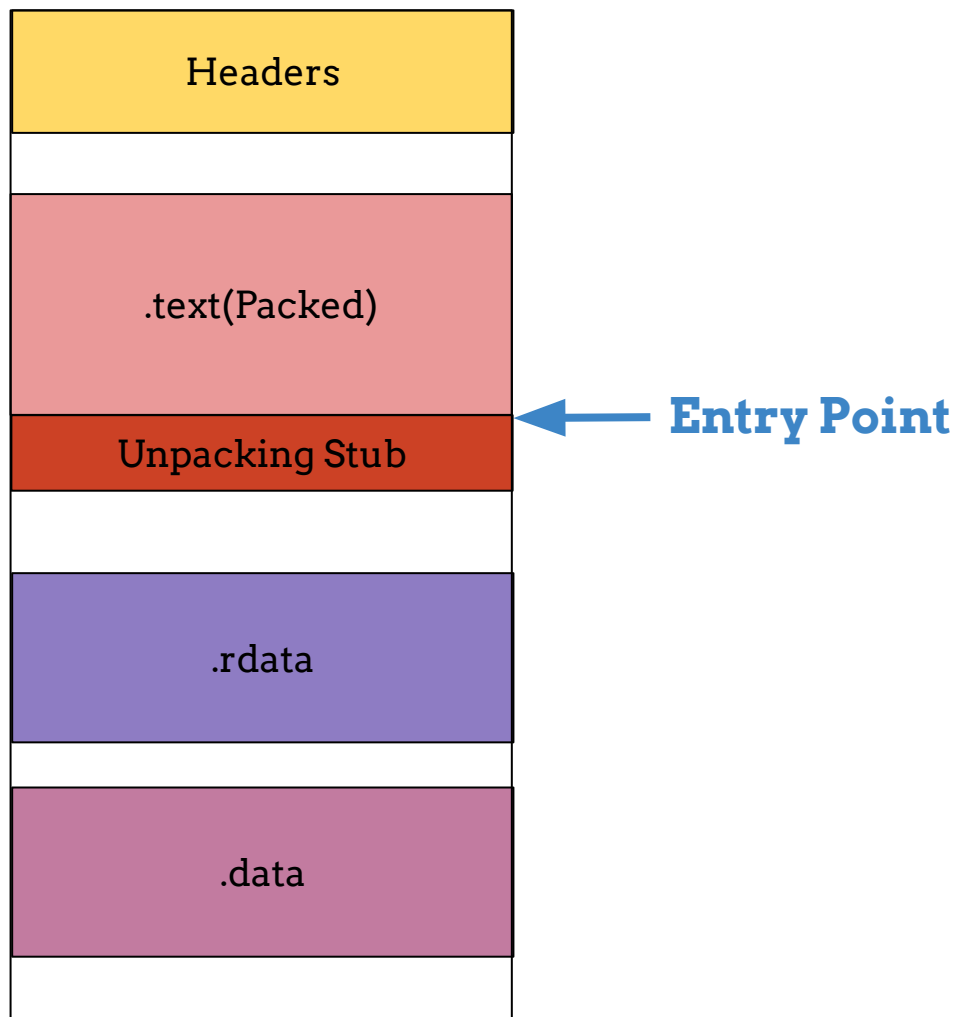 Headers
.text(Packed)
Entry Point
Unpacking Stub
.rdata
.data